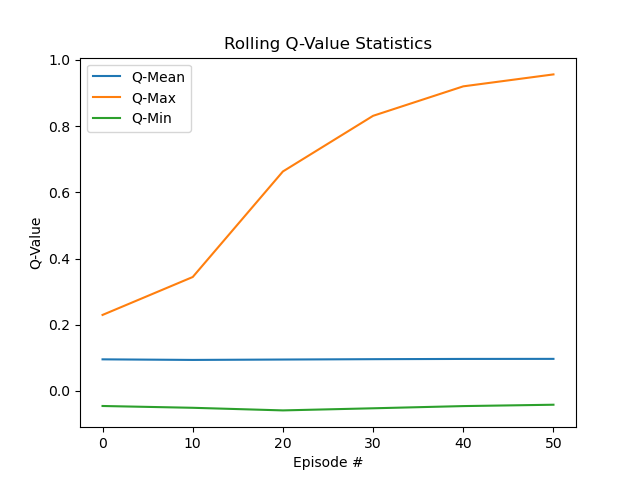 Rolling Q-Value Statistics
Q-Mean
Q-Max
Q-Min
Q-Value
1.0
0.8
0.6
0.4
0.2
0.0
0 10 20 30 40 50
Episode #